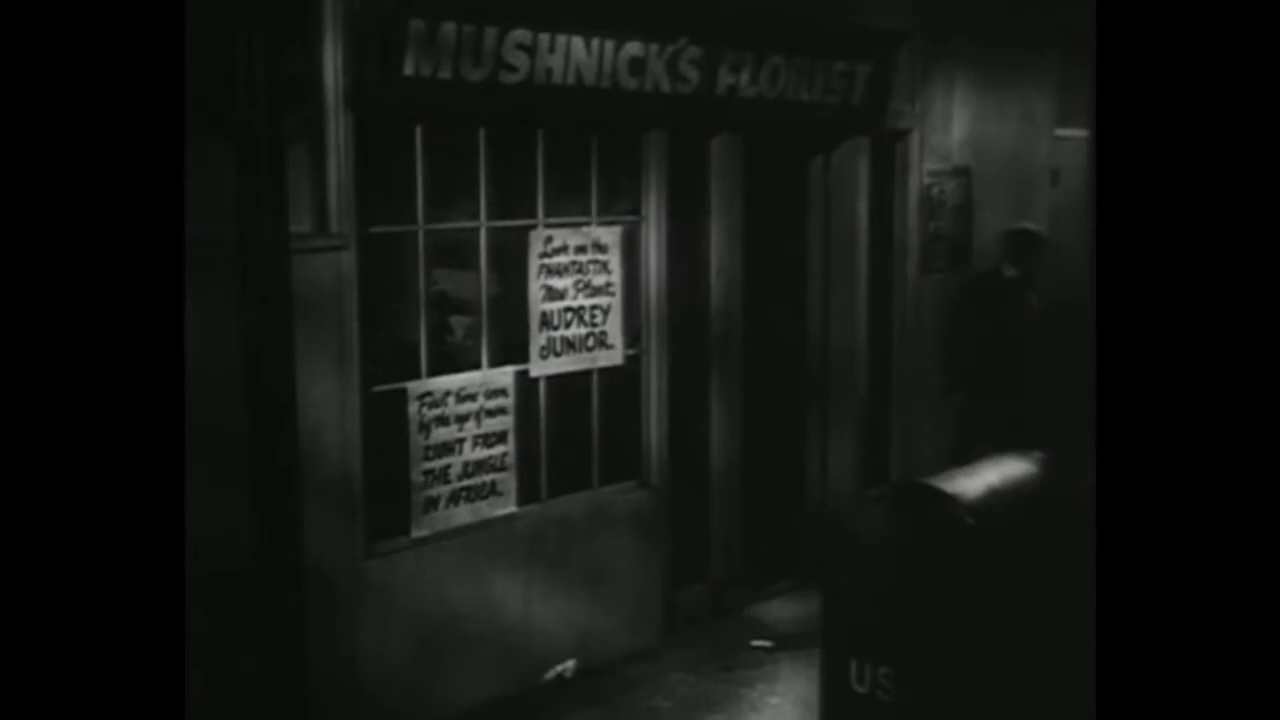 MUSHNICK'S FLORIST
Look on the
PHANTASTIK
New Plant,
AUDREY
JUNIOR.
First time seen
by the eye of man.
RIGHT FROM
THE JUNGLE
IN AFRICA.
US